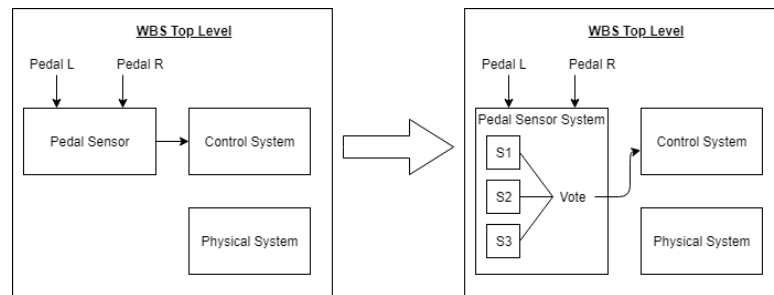 WBS Top Level
Pedal L
Pedal R
Pedal Sensor
Control System
Physical System
WBS Top Level
Pedal L
Pedal R
Pedal Sensor System
S1
S2
S3
Vote
Control System
Physical System